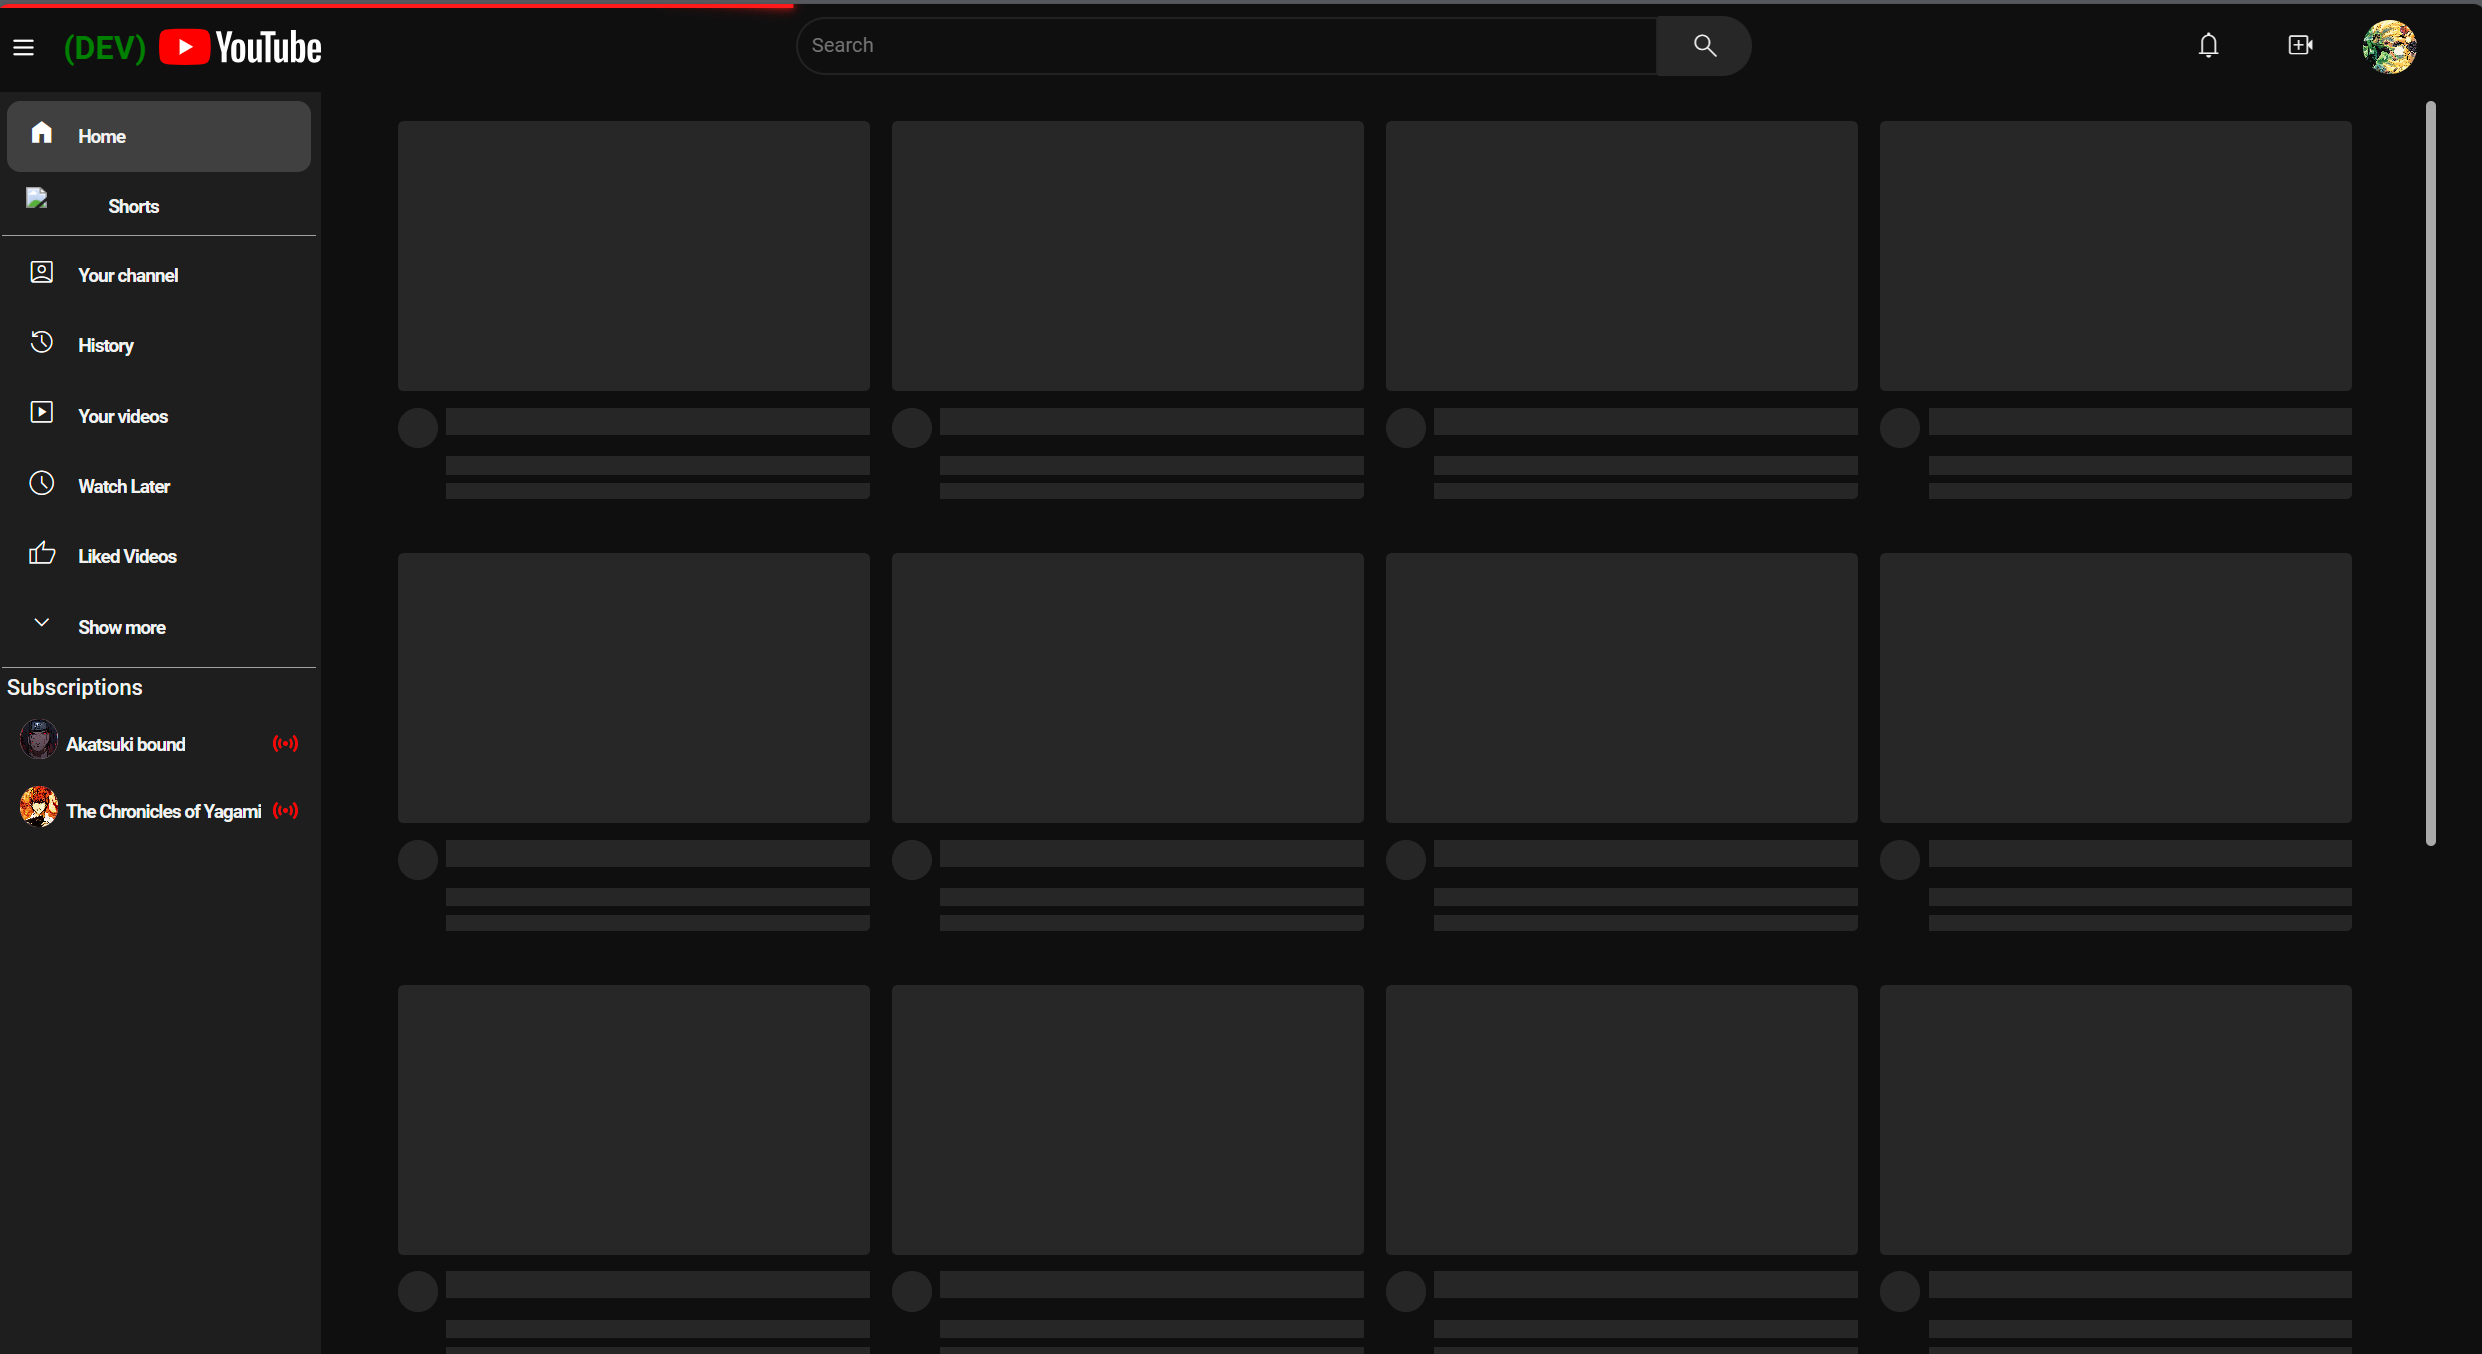 (DEV) YouTube
Search
Home
Shorts
Your channel
History
Your videos
Watch Later
Liked Videos
Show more
Subscriptions
Akatsuki bound
The Chronicles of Yagami